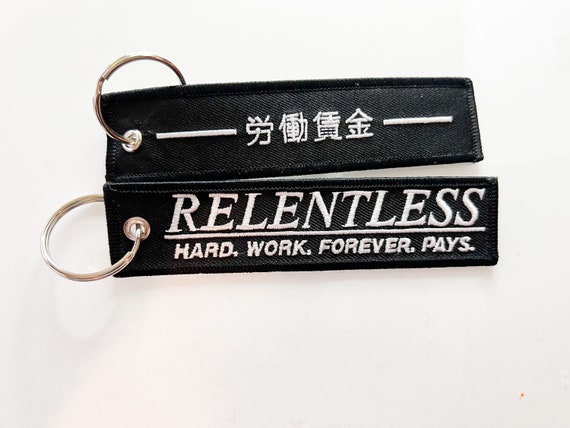 労働賃金
RELENTLESS
HARD. WORK. FOREVER. PAYS.